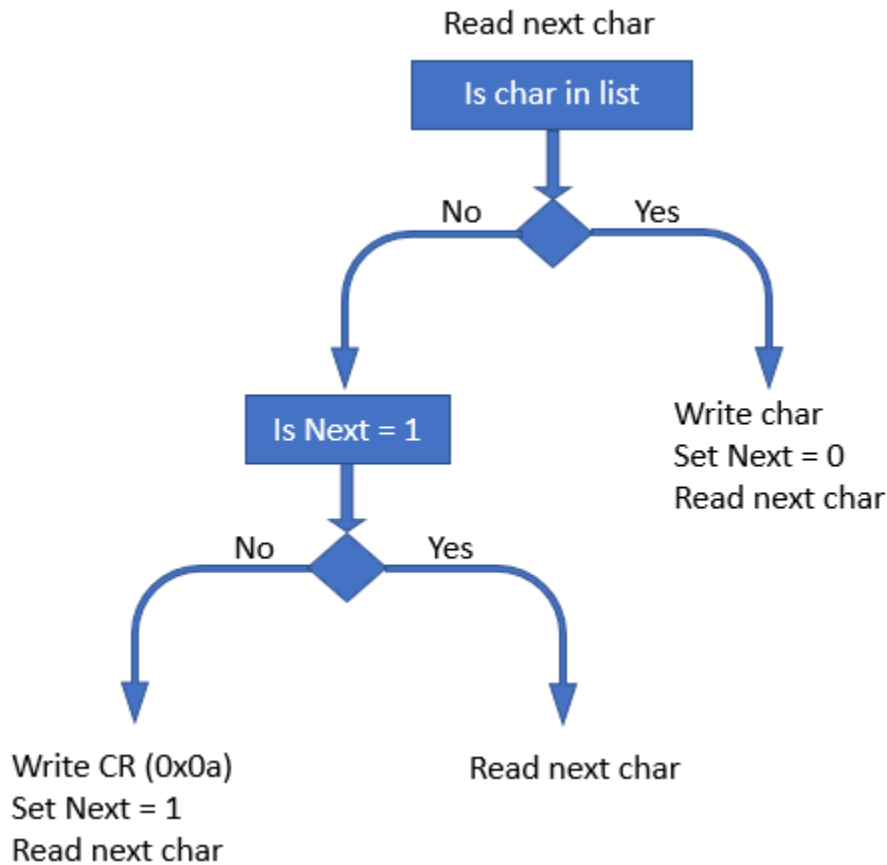 Read next char
Is char in list
No
Yes
Is Next = 1
Write char
Set Next = 0
Read next char
No
Yes
Write CR (0x0a)
Set Next = 1
Read next char
Read next char